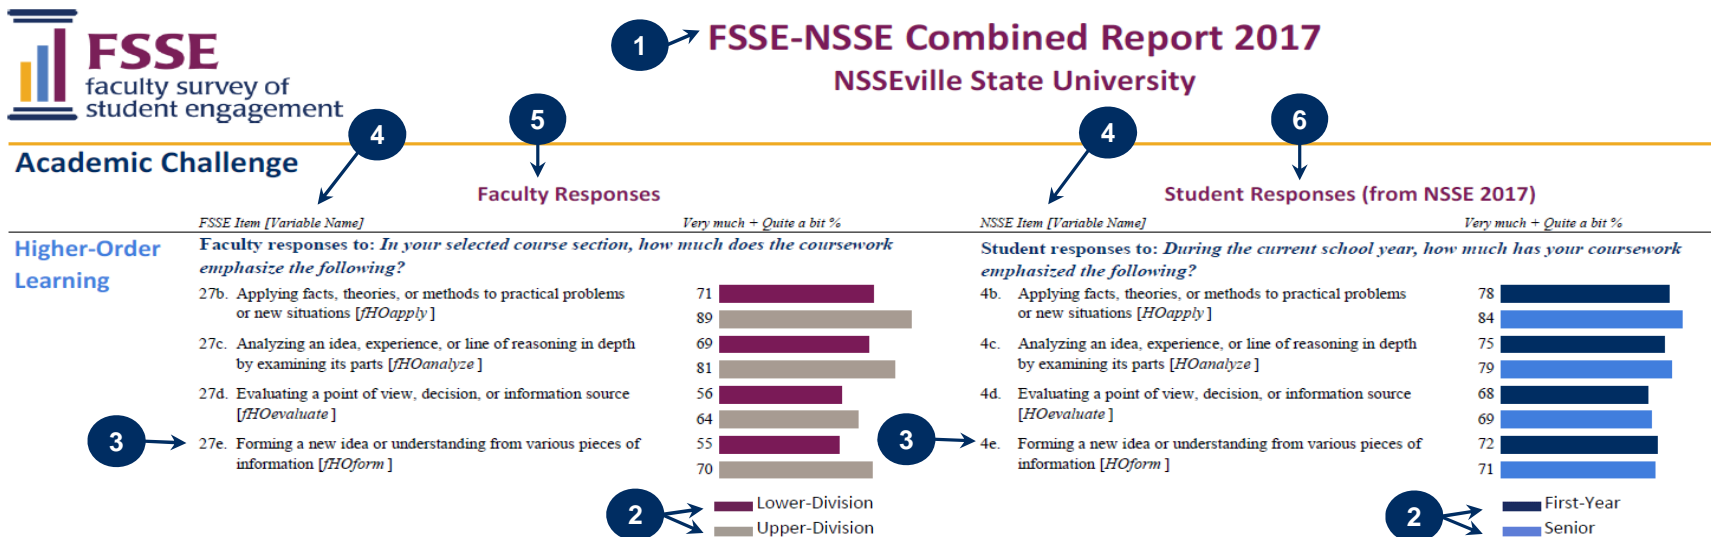 FSSE
faculty survey of
student engagement
1
FSSE-NSSE Combined Report 2017
NSSEville State University
4
5
4
6
Academic Challenge
Faculty Responses
Student Responses (from NSSE 2017)
FSSE Item [Variable Name]
Very much + Quite a bit %
NSSE Item [Variable Name]
Very much + Quite a bit %
Higher-Order
Learning
Faculty responses to: In your selected course section, how much does the coursework
emphasize the following?
27b. Applying facts, theories, or methods to practical problems
or new situations [fHOapply ]
71
89
27c. Analyzing an idea, experience, or line of reasoning in depth
by examining its parts [fHOanalyze ]
69
81
27d. Evaluating a point of view, decision, or information source
[fHOevaluate ]
56
64
3
27e. Forming a new idea or understanding from various pieces of
information [fHOform ]
55
70
2
Lower-Division
Upper-Division
Student responses to: During the current school year, how much has your coursework
emphasized the following?
4b. Applying facts, theories, or methods to practical problems
or new situations [HOapply ]
78
84
4c. Analyzing an idea, experience, or line of reasoning in depth
by examining its parts [HOanalyze ]
75
79
4d. Evaluating a point of view, decision, or information source
[HOevaluate ]
68
69
3
4e. Forming a new idea or understanding from various pieces of
information [HOform ]
72
71
2
First-Year
Senior